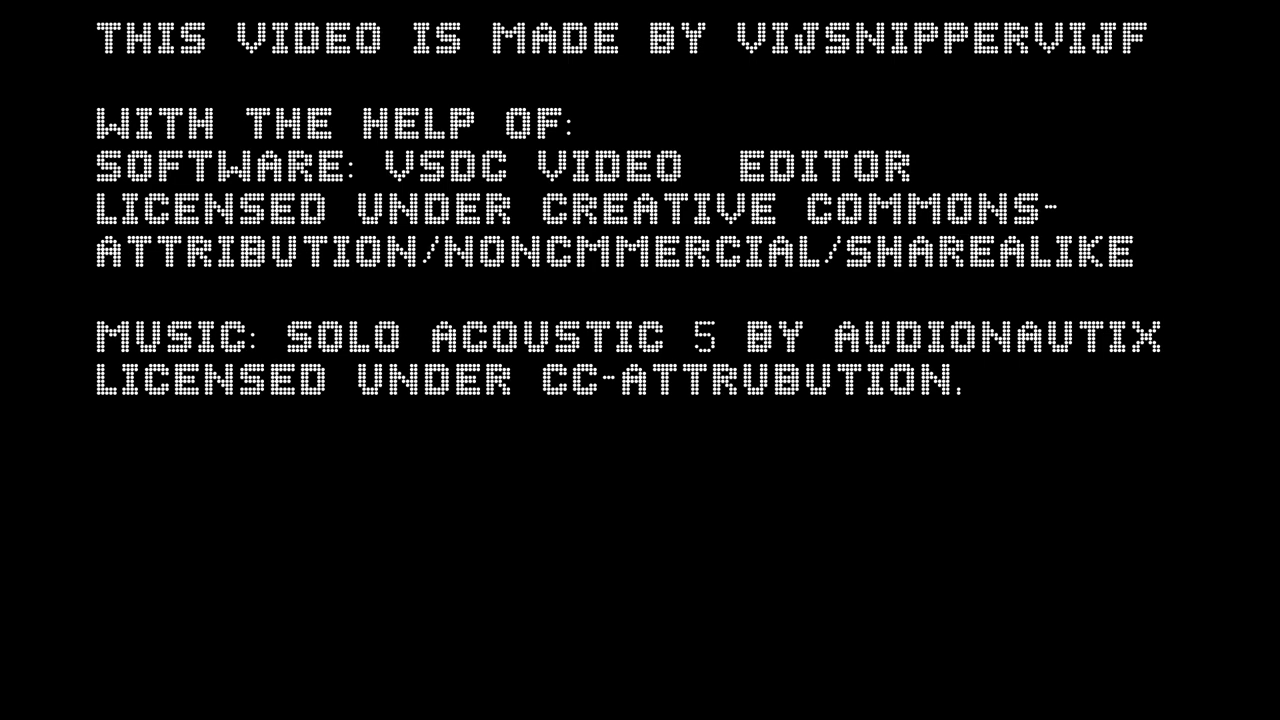 THIS VIDEO IS MADE BY VIJSNIPPERVIJF
WITH THE HELP OF:
SOFTWARE: VSDC VIDEO  EDITOR
LICENSED UNDER CREATIVE COMMONS-
ATTRIBUTION/NONCMMERCIAL/SHAREALIKE
MUSIC: SOLO ACOUSTIC 5 BY AUDIONAUTIX
LICENSED UNDER CC-ATTRUBUTION.